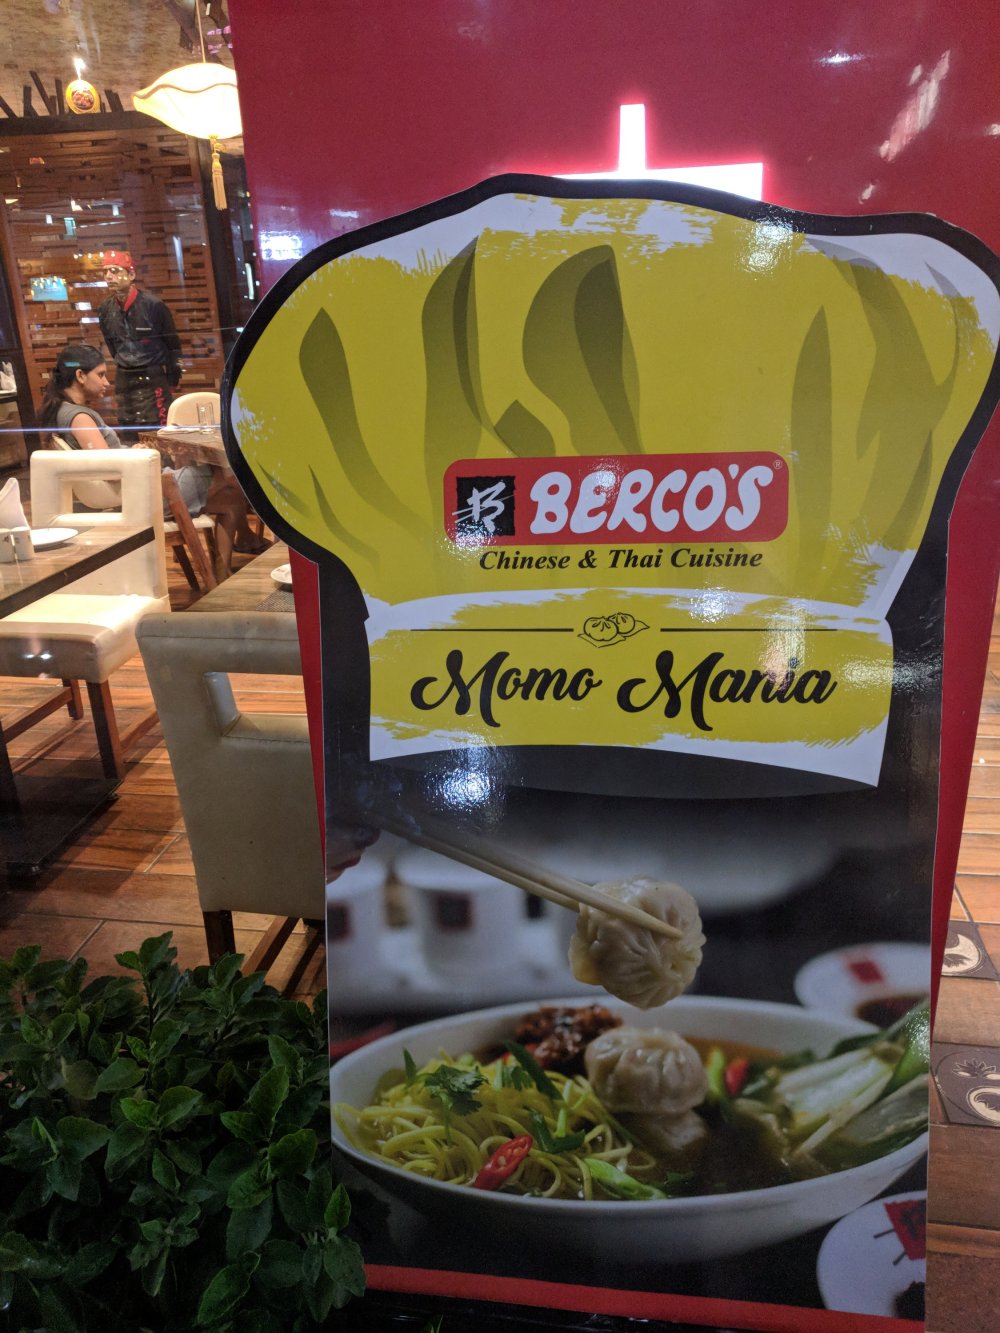 BERCO'S®
Chinese & Thai Cuisine
Momo Mania